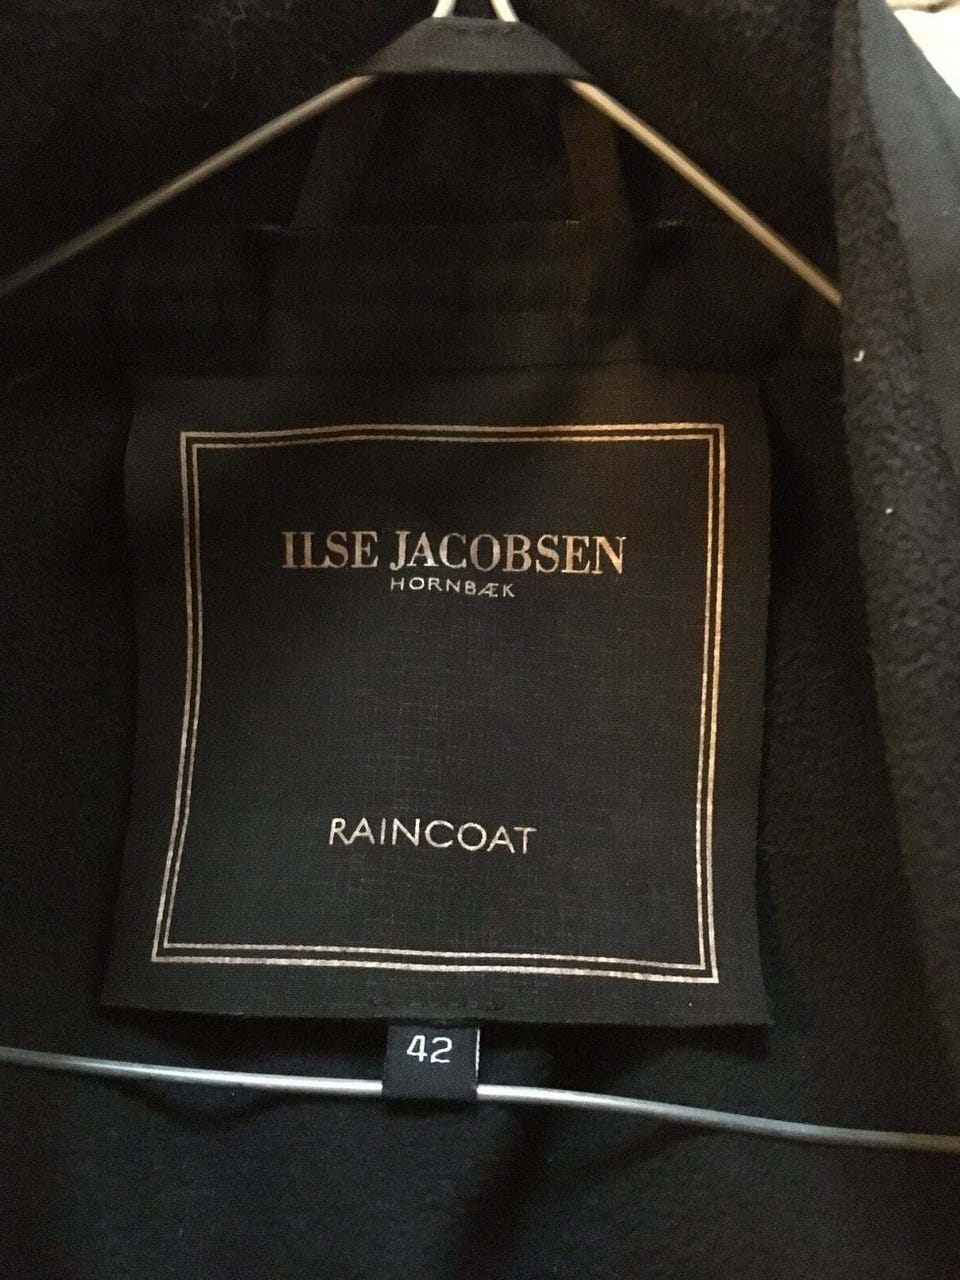 ILSE JACOBSEN
HORNBÆK
RAINCOAT
42